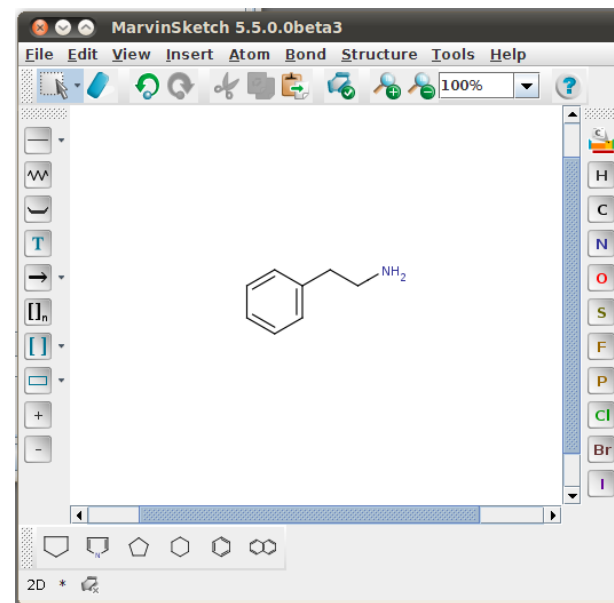 MarvinSketch 5.5.0.0beta3
File Edit View Insert Atom Bond Structure Tools Help
100% ?
H
C
T N
O
[]n S
[ ] F
P
+ Cl
- Br
I
NH2
N
2D *